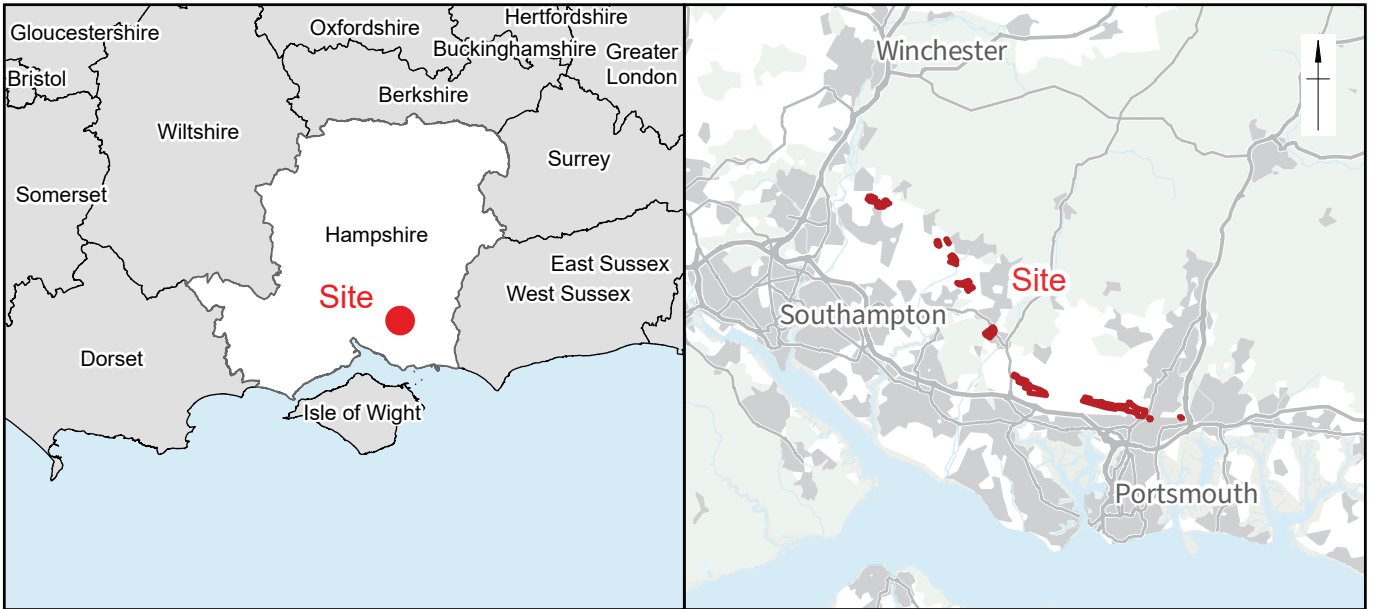 Gloucestershire
Oxfordshire
Hertfordshire
Buckinghamshire
Greater
London
Bristol
Berkshire
Wiltshire
Surrey
Somerset
Hampshire
East Sussex
West Sussex
Site
Dorset
Isle of Wight
Winchester
Site
Southampton
Portsmouth